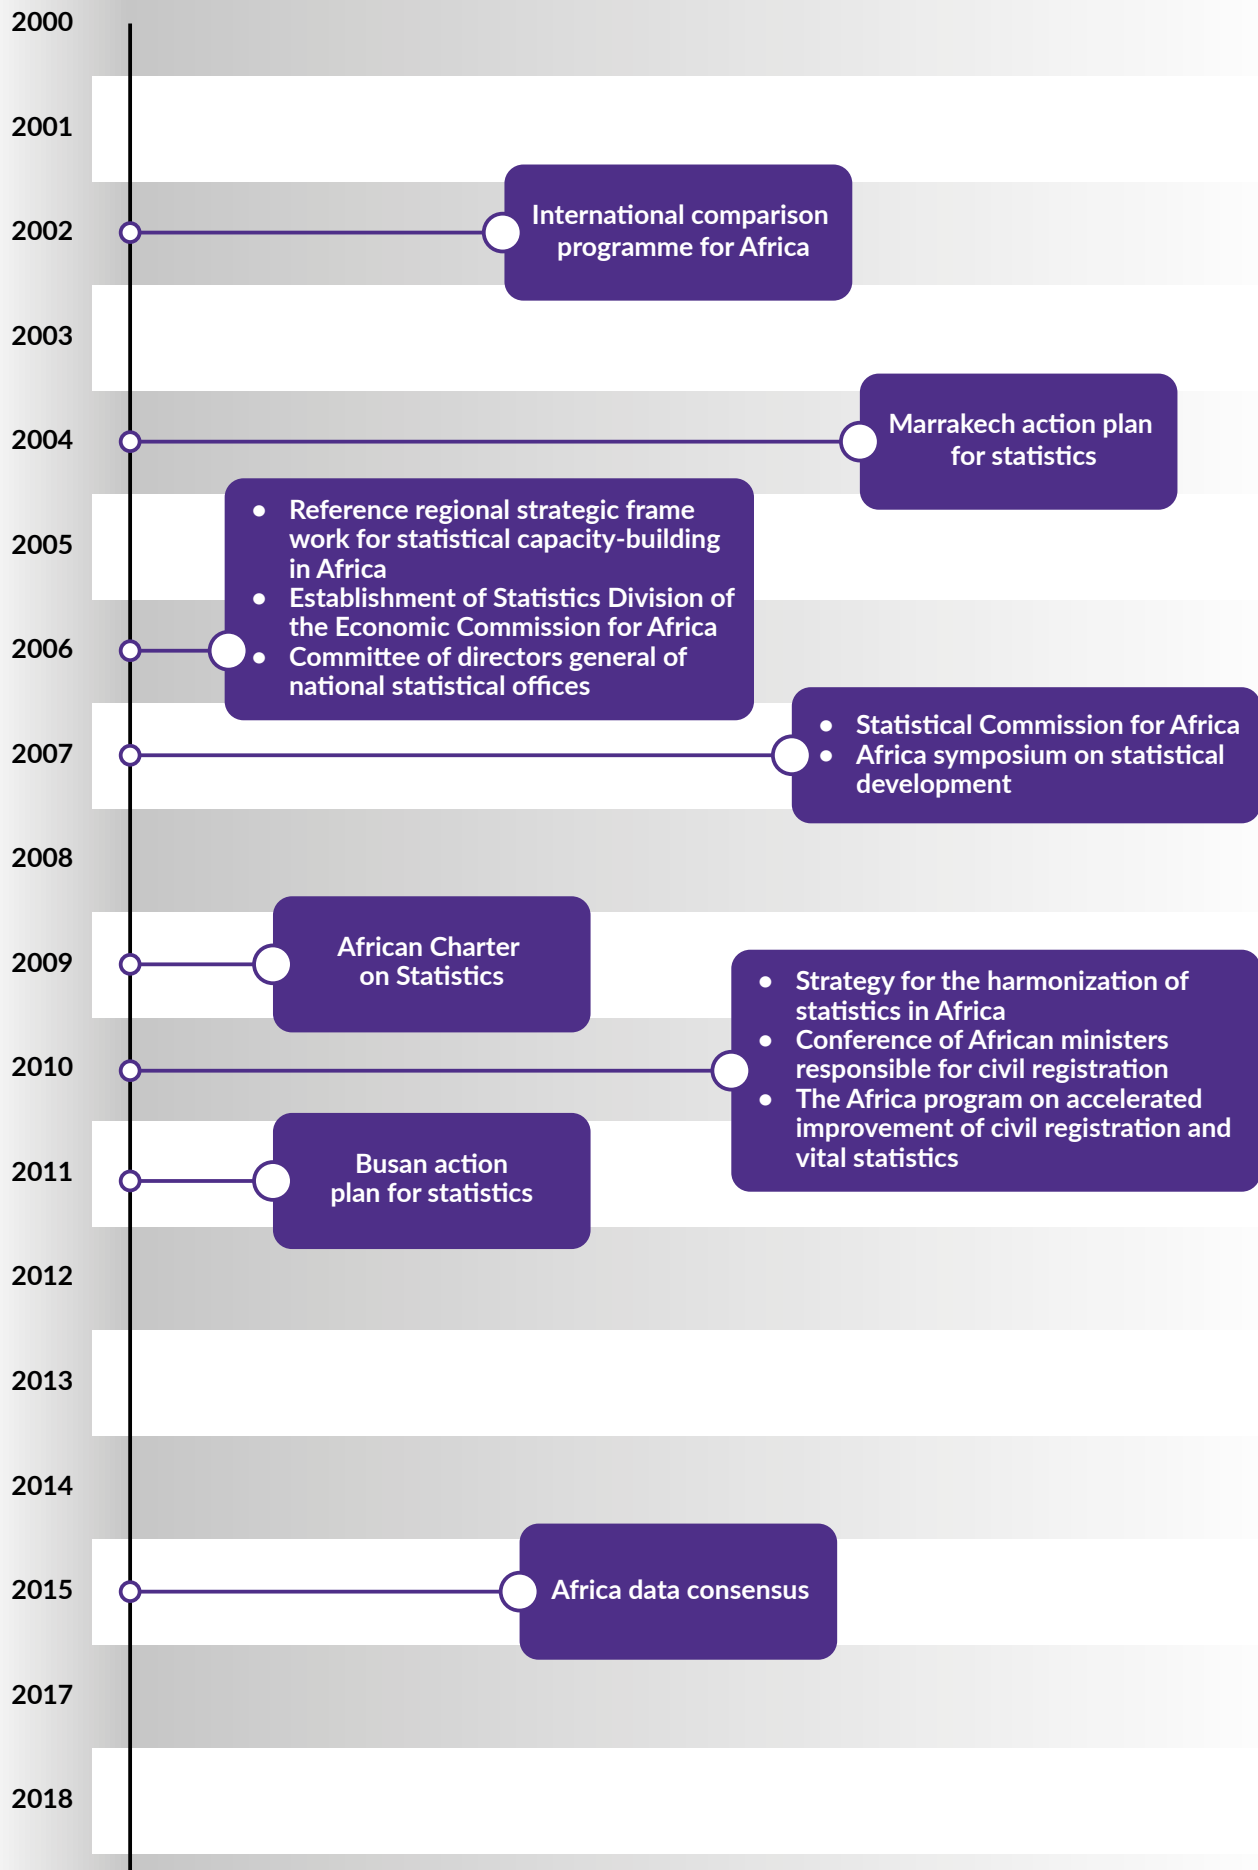 2000
2001
2002
International comparison
programme for Africa
2003
2004
Marrakech action plan
for statistics
2005
● Reference regional strategic frame
work for statistical capacity-building
in Africa
● Establishment of Statistics Division of
the Economic Commission for Africa
● Committee of directors general of
national statistical offices
2006
2007
● Statistical Commission for Africa
● Africa symposium on statistical
development
2008
2009
African Charter
on Statistics
2010
● Strategy for the harmonization of
statistics in Africa
● Conference of African ministers
responsible for civil registration
● The Africa program on accelerated
improvement of civil registration and
vital statistics
2011
Busan action
plan for statistics
2012
2013
2014
2015
Africa data consensus
2017
2018